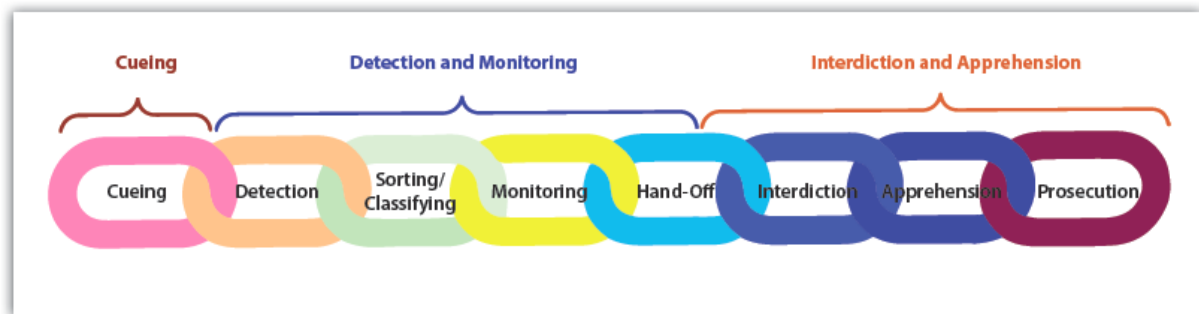 Cueing
Detection and Monitoring
Interdiction and Apprehension
Cueing
Detection
Sorting/
Classifying
Monitoring
Hand-Off
Interdiction
Apprehension
Prosecution